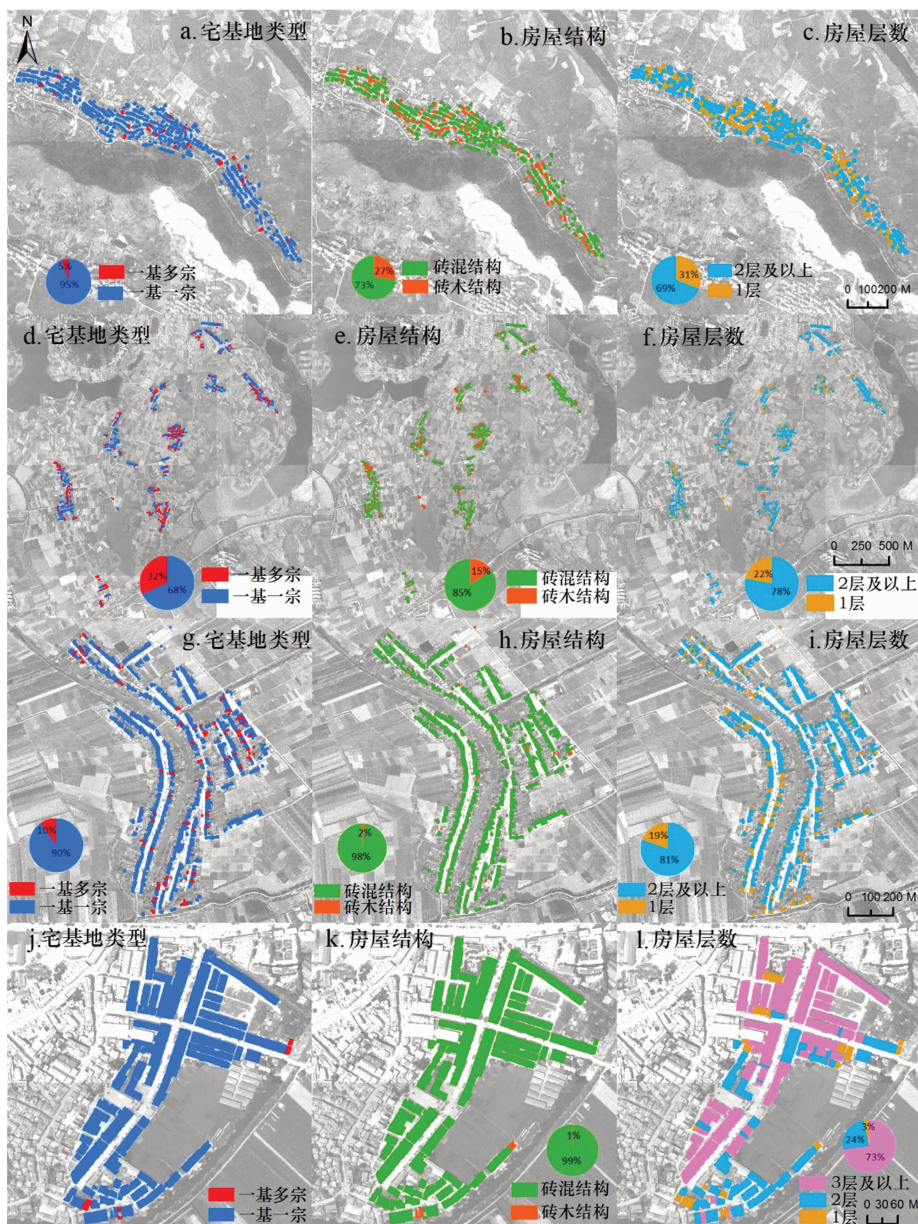 N
a.宅基地类型
b.房屋结构
c.房屋层数
5%
95%
一基多宗
一基一宗
27%
73%
砖混结构
砖木结构
31%
69%
2层及以上
1层
0 100200 M
d.宅基地类型
e.房屋结构
f.房屋层数
32%
68%
一基多宗
一基一宗
15%
85%
砖混结构
砖木结构
22%
78%
2层及以上
1层
0 250 500 M
g.宅基地类型
h.房屋结构
i.房屋层数
10%
90%
一基多宗
一基一宗
2%
98%
砖混结构
砖木结构
19%
81%
2层及以上
1层
0 100 200 M
j.宅基地类型
k.房屋结构
l.房屋层数
一基多宗
一基一宗
1%
99%
砖混结构
砖木结构
3%
24%
73%
3层及以上
2层
1层
0 30 60 M